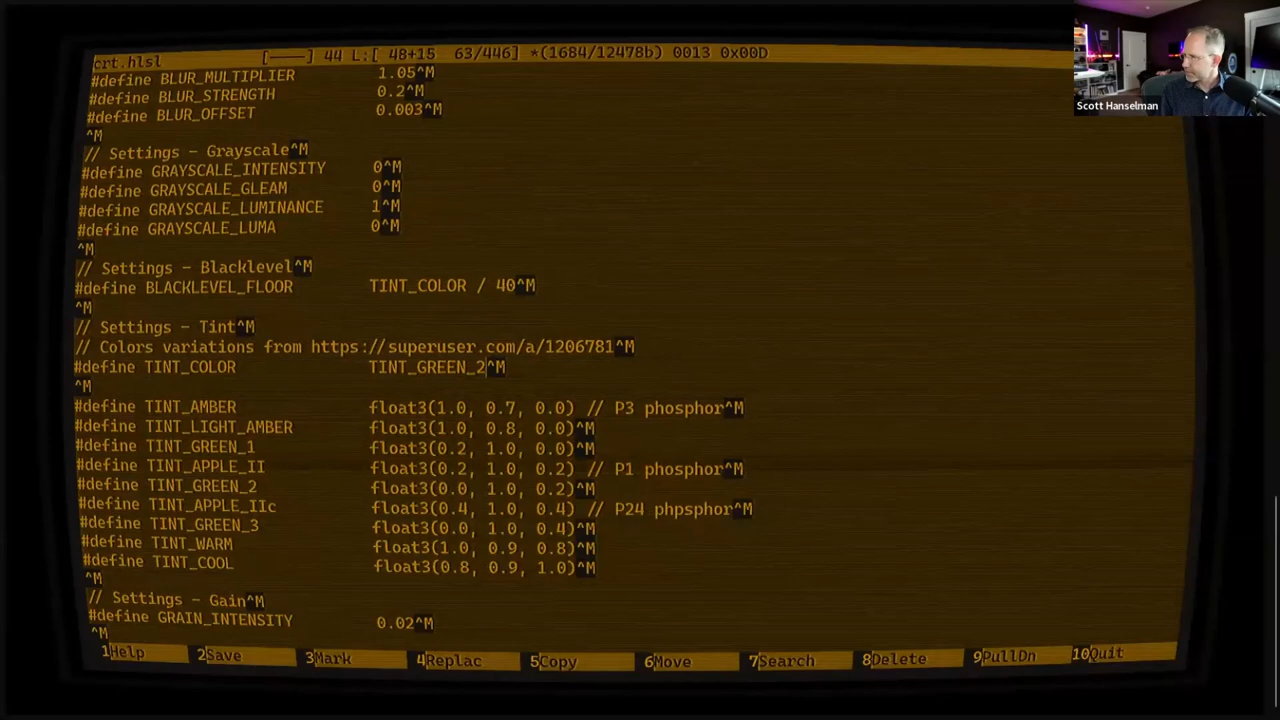 crt.hlsl [----] 44 L:[ 48+15 63/446] *(1684/12478b) 0013 0x00D
#define BLUR_MULTIPLIER 1.05^M
#define BLUR_STRENGTH 0.2^M
#define BLUR_OFFSET 0.003^M
^M
// Settings - Grayscale^M
#define GRAYSCALE_INTENSITY 0^M
#define GRAYSCALE_GLEAM 0^M
#define GRAYSCALE_LUMINANCE 1^M
#define GRAYSCALE_LUMA 0^M
^M
// Settings - Blacklevel^M
#define BLACKLEVEL_FLOOR TINT_COLOR / 40^M
^M
// Settings - Tint^M
// Colors variations from https://superuser.com/a/1206781^M
#define TINT_COLOR TINT_GREEN_2^M
^M
#define TINT_AMBER float3(1.0, 0.7, 0.0) // P3 phosphor^M
#define TINT_LIGHT_AMBER float3(1.0, 0.8, 0.0)^M
#define TINT_GREEN_1 float3(0.2, 1.0, 0.0)^M
#define TINT_APPLE_II float3(0.2, 1.0, 0.2) // P1 phosphor^M
#define TINT_GREEN_2 float3(0.0, 1.0, 0.2)^M
#define TINT_APPLE_IIc float3(0.4, 1.0, 0.4) // P24 phpsphor^M
#define TINT_GREEN_3 float3(0.0, 1.0, 0.4)^M
#define TINT_WARM float3(1.0, 0.9, 0.8)^M
#define TINT_COOL float3(0.8, 0.9, 1.0)^M
^M
// Settings - Gain^M
#define GRAIN_INTENSITY 0.02^M
^M
1Help 2Save 3Mark 4Replac 5Copy 6Move 7Search 8Delete 9PullDn 10Quit
Scott Hanselman